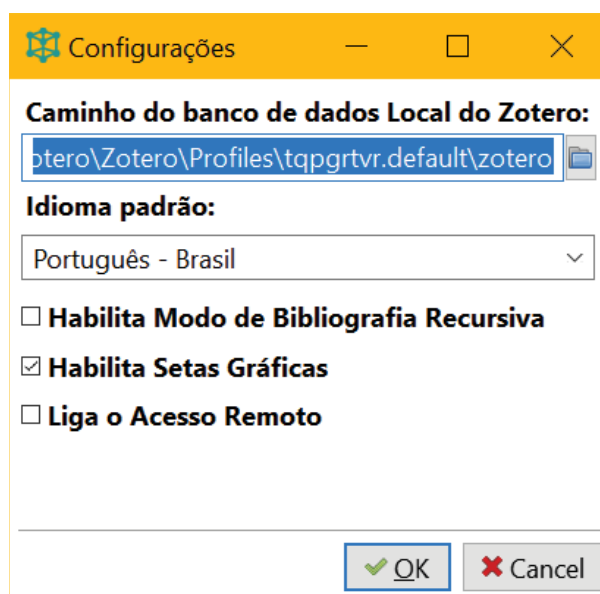 Configurações
Caminho do banco de dados Local do Zotero:
otero\Zotero\Profiles\tqpgrtvr.default\zotero
Idioma padrão:
Português - Brasil
Habilita Modo de Bibliografia Recursiva
Habilita Setas Gráficas
Liga o Acesso Remoto
OK
Cancel